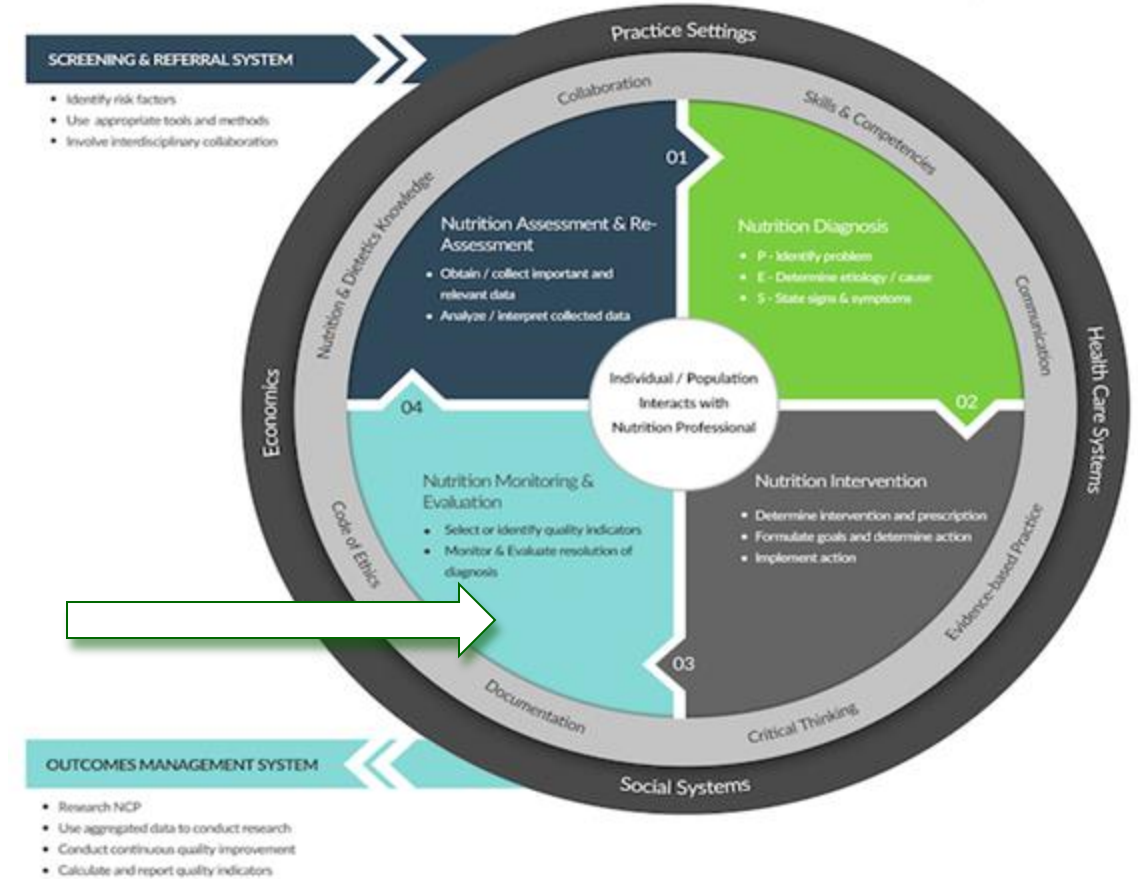 Practice Settings
SCREENING & REFERRAL SYSTEM
• Identify risk factors
• Use appropriate tools and methods
• Involve interdisciplinary collaboration
Collaboration
Skills & Competencies
Nutrition & Dietetics Knowledge
Communication
Economics
Health Care Systems
01
Nutrition Assessment & Re-
Assessment
• Obtain / collect important and
relevant data
• Analyze / interpret collected data
Nutrition Diagnosis
• P - Identify problem
• E - Determine etiology / cause
• S - State signs & symptoms
Individual / Population
Interacts with
Nutrition Professional
04
02
Nutrition Monitoring &
Evaluation
• Select or identify quality indicators
• Monitor & Evaluate resolution of
diagnosis
Nutrition Intervention
• Determine intervention and prescription
• Formulate goals and determine action
• Implement action
Code of Ethics
Evidence-based Practice
03
Documentation
Critical Thinking
Social Systems
OUTCOMES MANAGEMENT SYSTEM
• Research NCP
• Use aggregated data to conduct research
• Conduct continuous quality improvement
• Calculate and report quality indicators